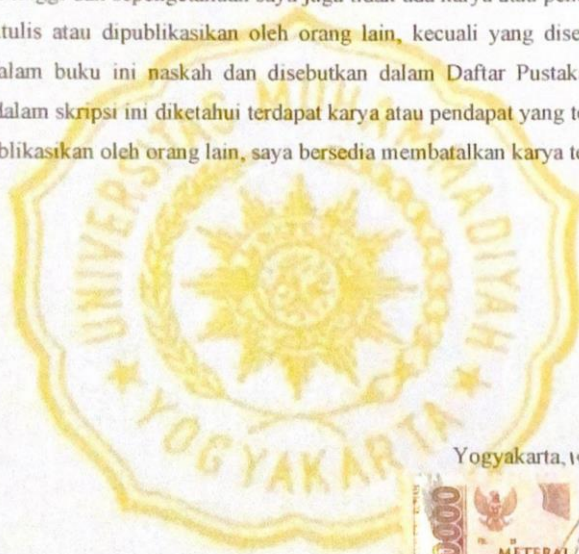 tulis atau dipublikasikan oleh orang lain, kecuali yang dise
alam buku ini naskah dan disebutkan dalam Daftar Pustak
dalam skripsi ini diketahui terdapat karya atau pendapat yang te
blikasikan oleh orang lain, saya bersedia membatalkan karya te
UNIVERSITAS MUHAMMADIYAH
YOGYAKARTA
Yogyakarta,
METERAI